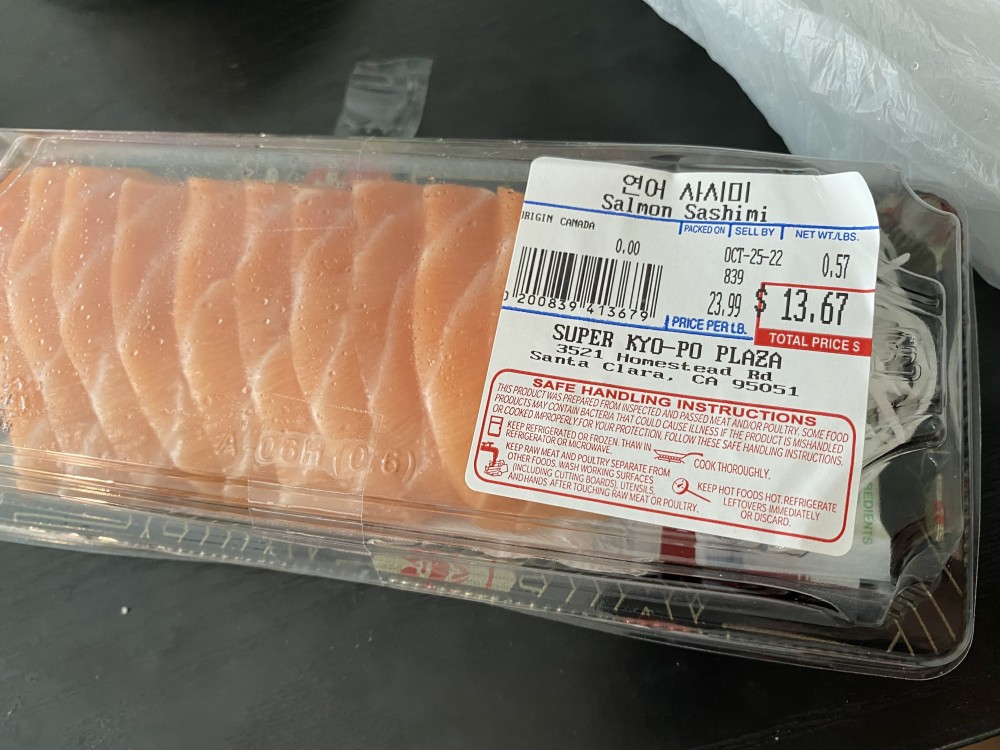 연어 사시미
Salmon Sashimi
ORIGIN CANADA
PACKED ON SELL BY NET WT./LBS.
0.00 OCT-25-22 0.57
839
0 200839 413679
23.99 $ 13.67
PRICE PER LB. TOTAL PRICE $
SUPER KYO-PO PLAZA
3521 Homestead Rd
Santa Clara, CA 95051
SAFE HANDLING INSTRUCTIONS
THIS PRODUCT WAS PREPARED FROM INSPECTED AND PASSED MEAT AND/OR POULTRY. SOME FOOD
PRODUCTS MAY CONTAIN BACTERIA THAT COULD CAUSE ILLNESS IF THE PRODUCT IS MISHANDLED
OR COOKED IMPROPERLY. FOR YOUR PROTECTION, FOLLOW THESE SAFE HANDLING INSTRUCTIONS.
KEEP REFRIGERATED OR FROZEN. THAW IN
REFRIGERATOR OR MICROWAVE.
COOK THOROUGHLY.
KEEP RAW MEAT AND POULTRY SEPARATE FROM
OTHER FOODS. WASH WORKING SURFACES
(INCLUDING CUTTING BOARDS), UTENSILS,
AND HANDS AFTER TOUCHING RAW MEAT OR POULTRY.
KEEP HOT FOODS HOT. REFRIGERATE
LEFTOVERS IMMEDIATELY
OR DISCARD.